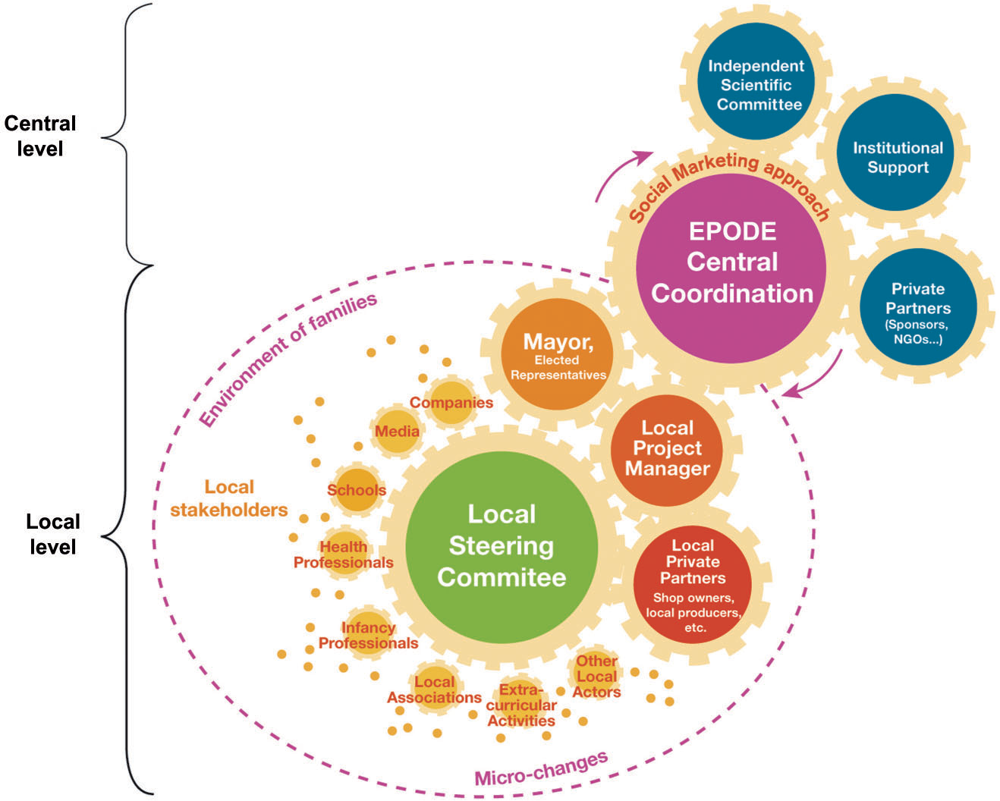 Central
level
Independent
Scientific
Committee
Institutional
Support
Social Marketing approach
EPODE
Central
Coordination
Private
Partners
(Sponsors,
NGOs...)
Local
level
Environment of families
Mayor,
Elected
Representatives
Local
Project
Manager
Local
Private
Partners
Shop owners,
local producers,
etc.
Local
Steering
Commitee
Local
stakeholders
Companies
Media
Schools
Health
Professionals
Infancy
Professionals
Local
Associations
Extra-
curricular
Activities
Other
Local
Actors
Micro-changes